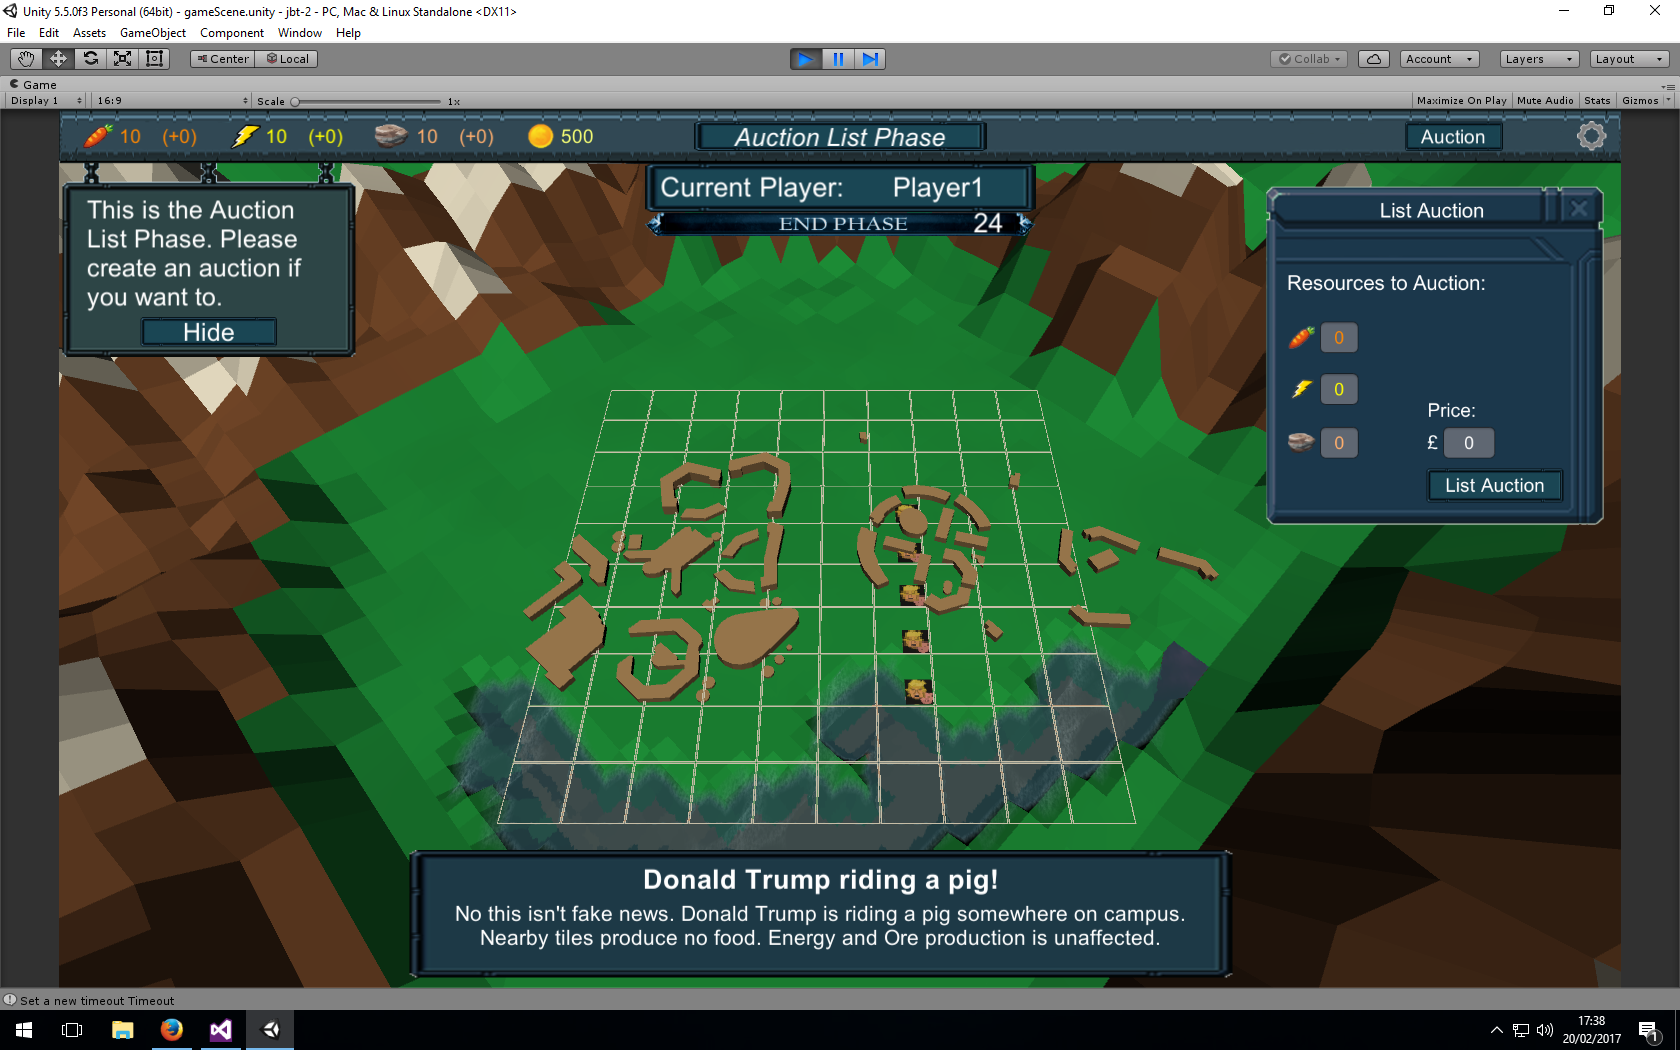 Unity 5.5.0f3 Personal (64bit) - gameScene.unity - jbt-2 - PC, Mac & Linux Standalone <DX11>
File Edit Assets GameObject Component Window Help
Center Local Collab Account Layers Layout
Game
Display 1 16:9 Scale 1x Maximize On Play Mute Audio Stats Gizmos
10 (+0) 10 (+0) 10 (+0) 500 Auction List Phase Auction
Current Player: Player1
END PHASE 24
This is the Auction
List Phase. Please
create an auction if
you want to.
Hide
List Auction
Resources to Auction:
0
0
0
Price:
£ 0
List Auction
Donald Trump riding a pig!
No this isn't fake news. Donald Trump is riding a pig somewhere on campus.
Nearby tiles produce no food. Energy and Ore production is unaffected.
Set a new timeout Timeout
17:38
20/02/2017
1